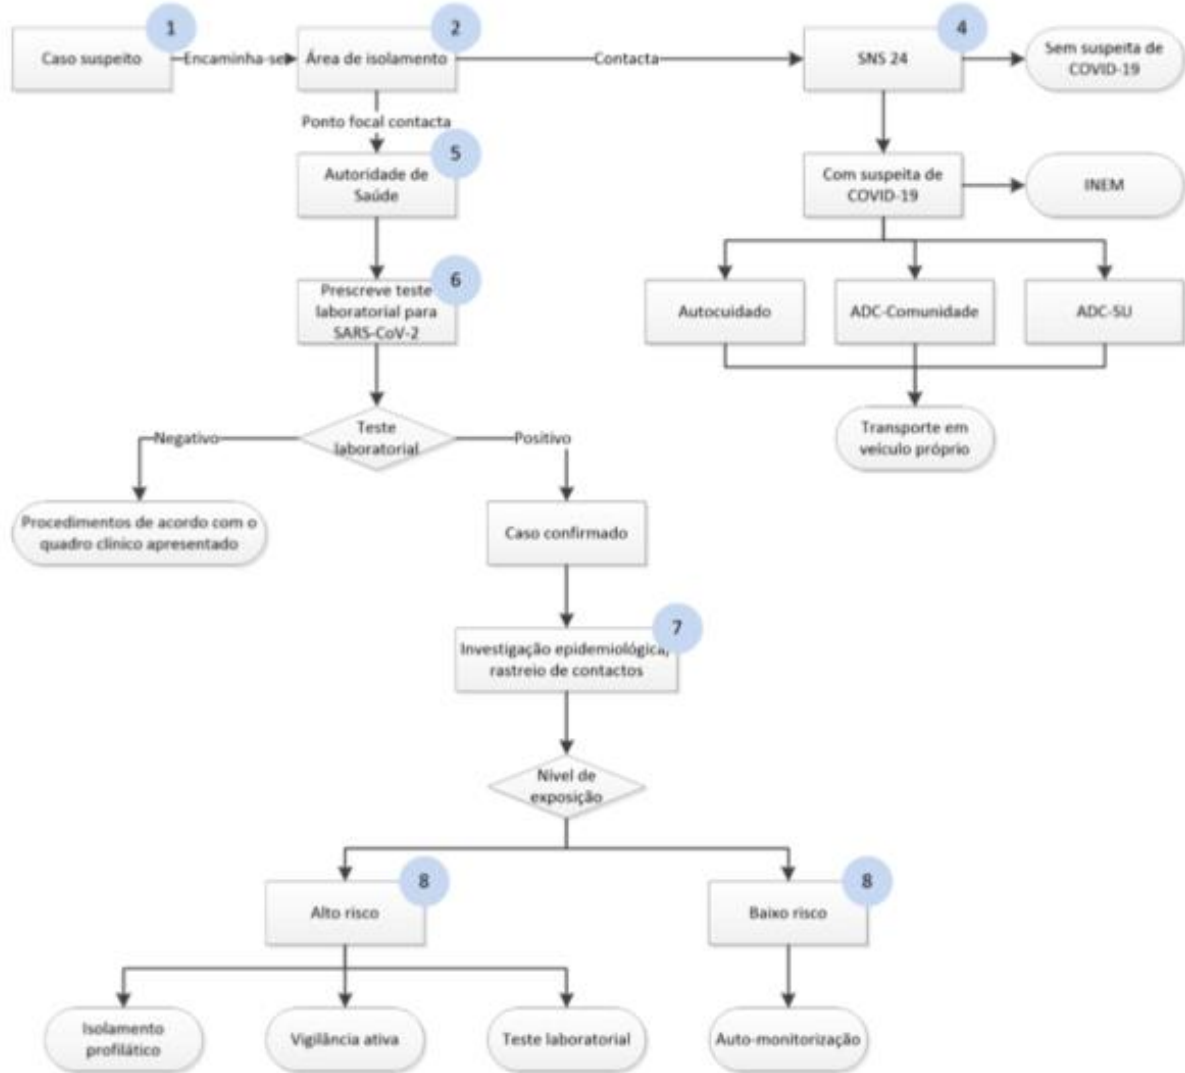 1
2
4
Caso suspeito
Encaminha-se
Área de isolamento
Contacta
SNS 24
Sem suspeita de
COVID-19
Ponto focal contacta
5
Autoridade de
Saúde
Com suspeita de
COVID-19
INEM
6
Prescreve teste
laboratorial para
SARS-CoV-2
Autocuidado
ADC-Comunidade
ADC-SU
Negativo
Teste
laboratorial
Positivo
Transporte em
veículo próprio
Procedimentos de acordo com o
quadro clínico apresentado
Caso confirmado
7
Investigação epidemiológica,
rastreio de contactos
Nível de
exposição
8
8
Alto risco
Baixo risco
Isolamento
profilático
Vigilância ativa
Teste laboratorial
Auto-monitorização